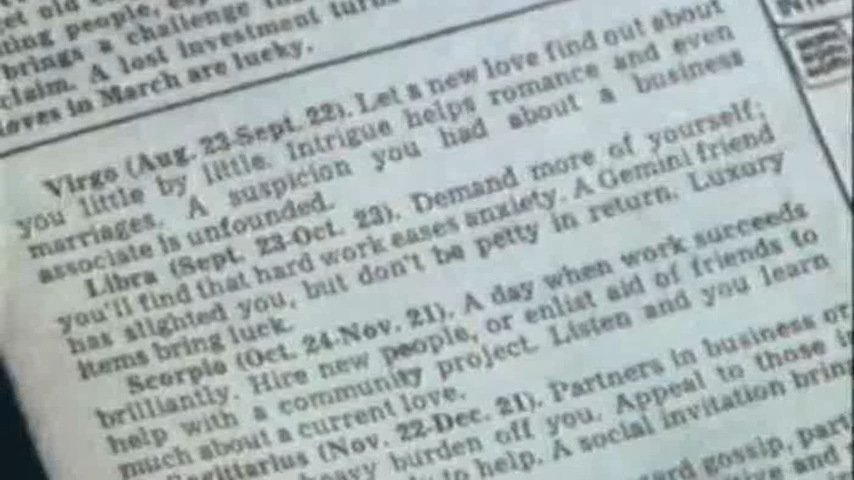 et old
ning people,
brings a challenge
claim. A lost investment turns
loves in March are lucky.
Virgo (Aug. 23-Sept. 22). Let a new love find out about
you little by little. Intrigue helps romance and even
marriages. A suspicion you had about a business
associate is unfounded.
Libra (Sept. 23-Oct. 23). Demand more of yourself;
you'll find that hard work eases anxiety. A Gemini friend
has slighted you, but don't be petty in return. Luxury
items bring luck.
Scorpio (Oct. 24-Nov. 21). A day when work succeeds
brilliantly. Hire new people, or enlist aid of friends to
help with a community project. Listen and you learn
much about a current love.
Sagittarius (Nov. 22-Dec. 21). Partners in business or
heavy burden off you. Appeal to those in
to help. A social invitation bring
gossip, part
and